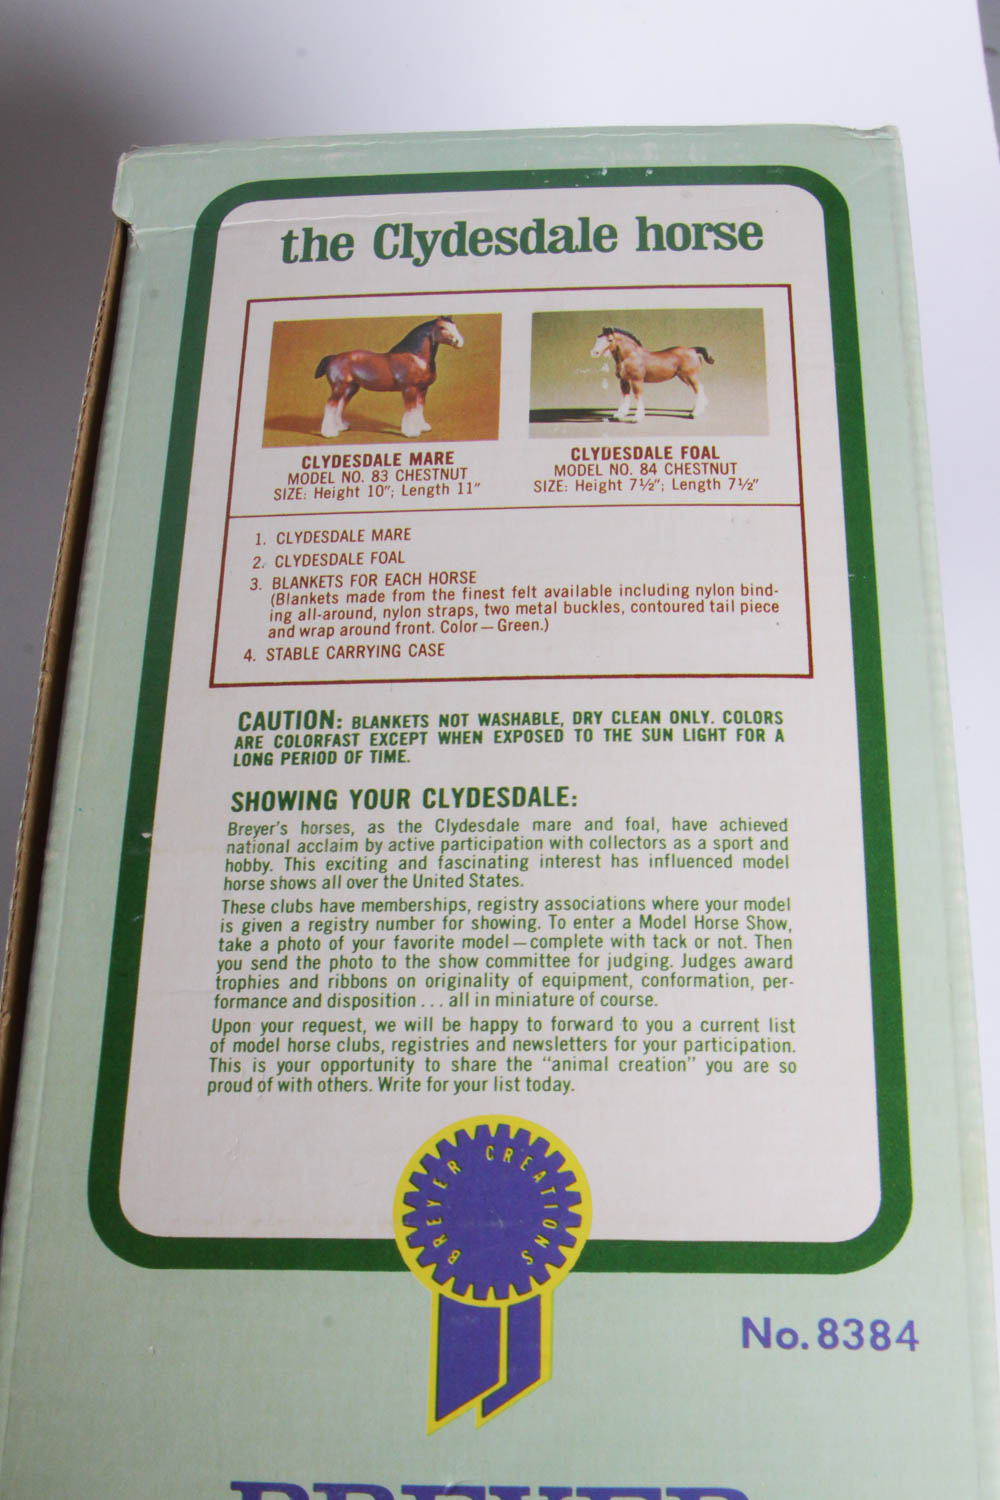 the Clydesdale horse
CLYDESDALE MARE
MODEL NO. 83 CHESTNUT
SIZE: Height 10"; Length 11"
CLYDESDALE FOAL
MODEL NO. 84 CHESTNUT
SIZE: Height 7½"; Length 7½"
1. CLYDESDALE MARE
2. CLYDESDALE FOAL
3. BLANKETS FOR EACH HORSE
(Blankets made from the finest felt available including nylon bind-
ing all-around, nylon straps, two metal buckles, contoured tail piece
and wrap around front. Color — Green.)
4. STABLE CARRYING CASE
CAUTION: BLANKETS NOT WASHABLE, DRY CLEAN ONLY. COLORS
ARE COLORFAST EXCEPT WHEN EXPOSED TO THE SUN LIGHT FOR A
LONG PERIOD OF TIME.
SHOWING YOUR CLYDESDALE:
Breyer's horses, as the Clydesdale mare and foal, have achieved
national acclaim by active participation with collectors as a sport and
hobby. This exciting and fascinating interest has influenced model
horse shows all over the United States.
These clubs have memberships, registry associations where your model
is given a registry number for showing. To enter a Model Horse Show,
take a photo of your favorite model — complete with tack or not. Then
you send the photo to the show committee for judging. Judges award
trophies and ribbons on originality of equipment, conformation, per-
formance and disposition . . . all in miniature of course.
Upon your request, we will be happy to forward to you a current list
of model horse clubs, registries and newsletters for your participation.
This is your opportunity to share the "animal creation" you are so
proud of with others. Write for your list today.
BREYER CREATIONS
No. 8384
BREYER